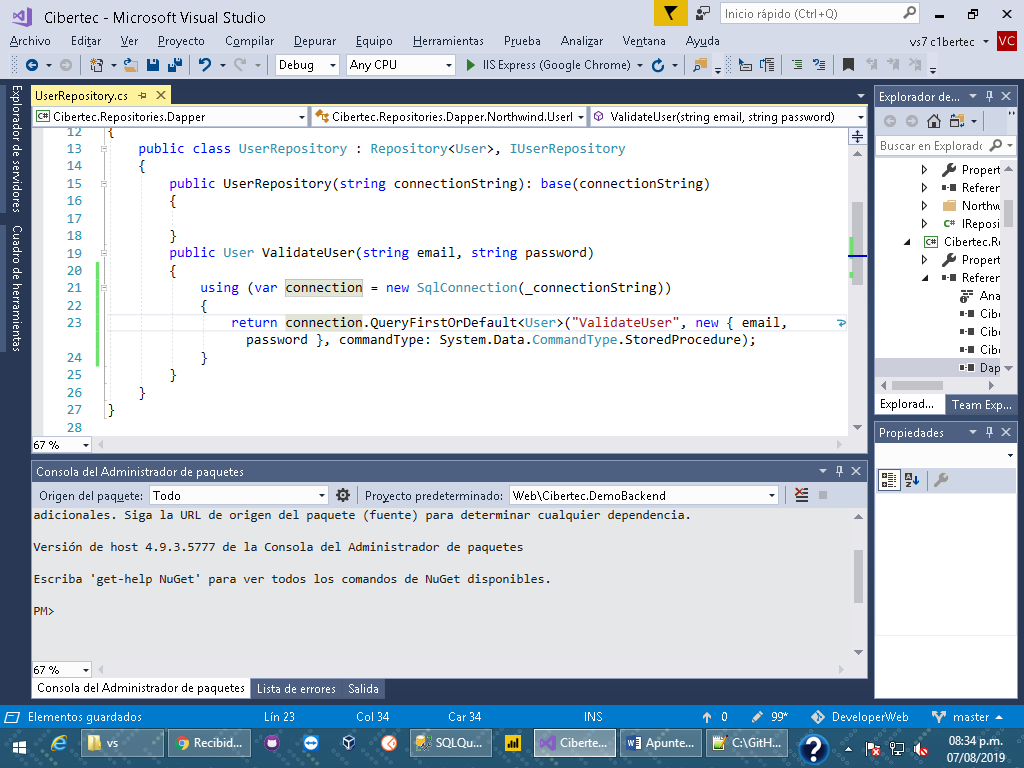 Cibertec - Microsoft Visual Studio
Inicio rápido (Ctrl+Q)
Archivo Editar Ver Proyecto Compilar Depurar Equipo Herramientas Prueba Analizar Ventana Ayuda
vs7 c1bertec VC
Debug Any CPU IIS Express (Google Chrome)
Explorador de servidores
Cuadro de herramientas
UserRepository.cs
Cibertec.Repositories.Dapper
Cibertec.Repositories.Dapper.Northwind.UserI
ValidateUser(string email, string password)
12 {
13 public class UserRepository : Repository<User>, IUserRepository
14 {
15 public UserRepository(string connectionString): base(connectionString)
16 {
17
18 }
19 public User ValidateUser(string email, string password)
20 {
21 using (var connection = new SqlConnection(_connectionString))
22 {
23 return connection.QueryFirstOrDefault<User>("ValidateUser", new { email,
password }, commandType: System.Data.CommandType.StoredProcedure);
24 }
25 }
26 }
27 }
28
67 %
Consola del Administrador de paquetes
Origen del paquete: Todo Proyecto predeterminado: Web\Cibertec.DemoBackend
adicionales. Siga la URL de origen del paquete (fuente) para determinar cualquier dependencia.
Versión de host 4.9.3.5777 de la Consola del Administrador de paquetes
Escriba 'get-help NuGet' para ver todos los comandos de NuGet disponibles.
PM>
67 %
Consola del Administrador de paquetes Lista de errores Salida
Explorador de...
Buscar en Explorado
Propert
Referer
Northw
C# IReposi
C# Cibertec.Re
Propert
Referer
Ana
Cibe
Cibe
Cibe
Dap
Explorad... Team Exp...
Propiedades
Elementos guardados Lín 23 Col 34 Car 34 INS 0 99* DeveloperWeb master
vs Recibid... SQLQu... Ciberte... Apunte... C:\GitH...
08:34 p.m.
07/08/2019